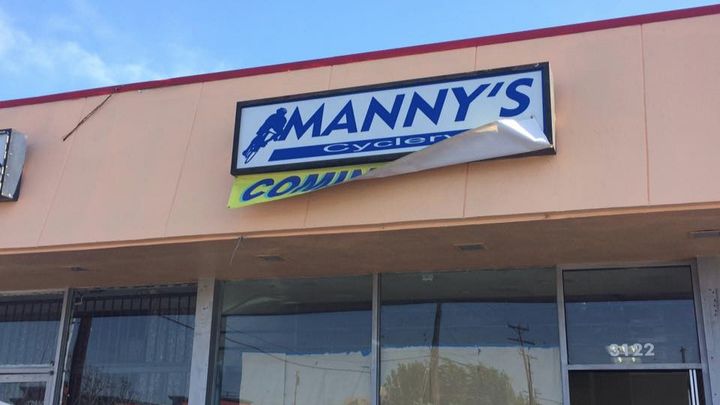 MANNY'S
Cyclery
COMIN
3122